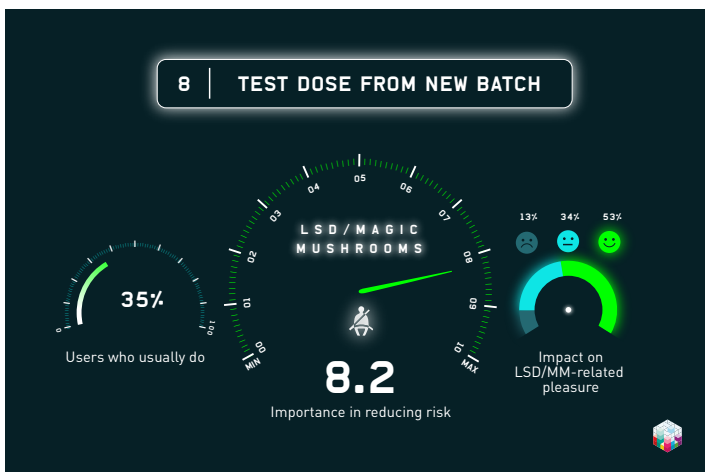 8 | TEST DOSE FROM NEW BATCH
LSD/MAGIC
MUSHROOMS
00
01
02
03
04
05
06
07
08
09
10
MIN
MAX
8.2
Importance in reducing risk
0
100
35%
Users who usually do
13% 34% 53%
Impact on
LSD/MM-related
pleasure